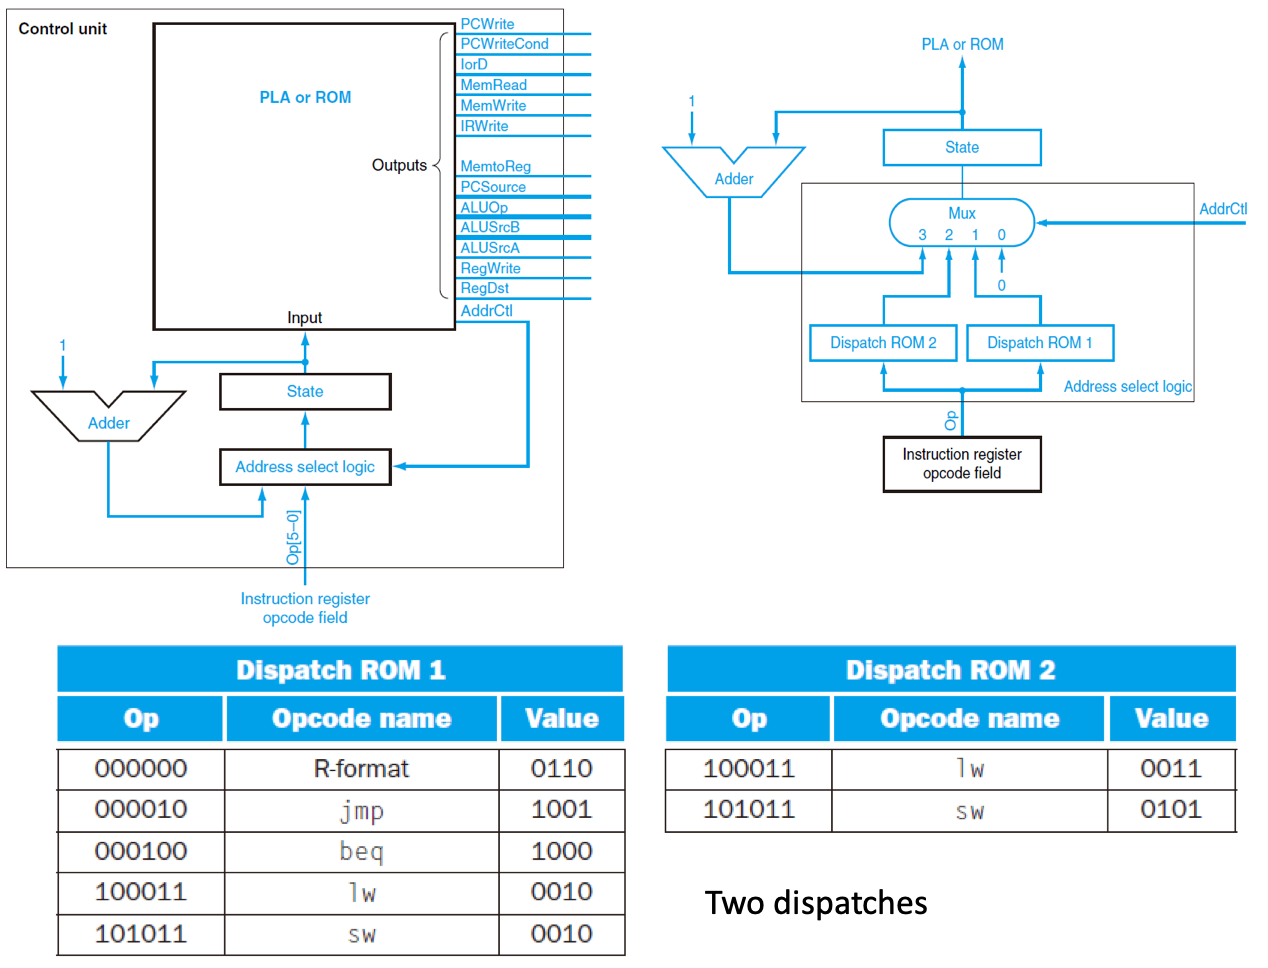 Control unit
PLA or ROM
Outputs
Input
PCWrite
PCWriteCond
IorD
MemRead
MemWrite
IRWrite
MemtoReg
PCSource
ALUOp
ALUSrcB
ALUSrcA
RegWrite
RegDst
AddrCtl
1
Adder
State
Address select logic
Op[5–0]
Instruction register
opcode field
PLA or ROM
1
Adder
State
Mux
3 2 1 0
AddrCtl
0
Dispatch ROM 2
Dispatch ROM 1
Address select logic
Op
Instruction register
opcode field
Dispatch ROM 1
Op Opcode name Value
000000 R-format 0110
000010 jmp 1001
000100 beq 1000
100011 lw 0010
101011 sw 0010
Dispatch ROM 2
Op Opcode name Value
100011 lw 0011
101011 sw 0101
Two dispatches